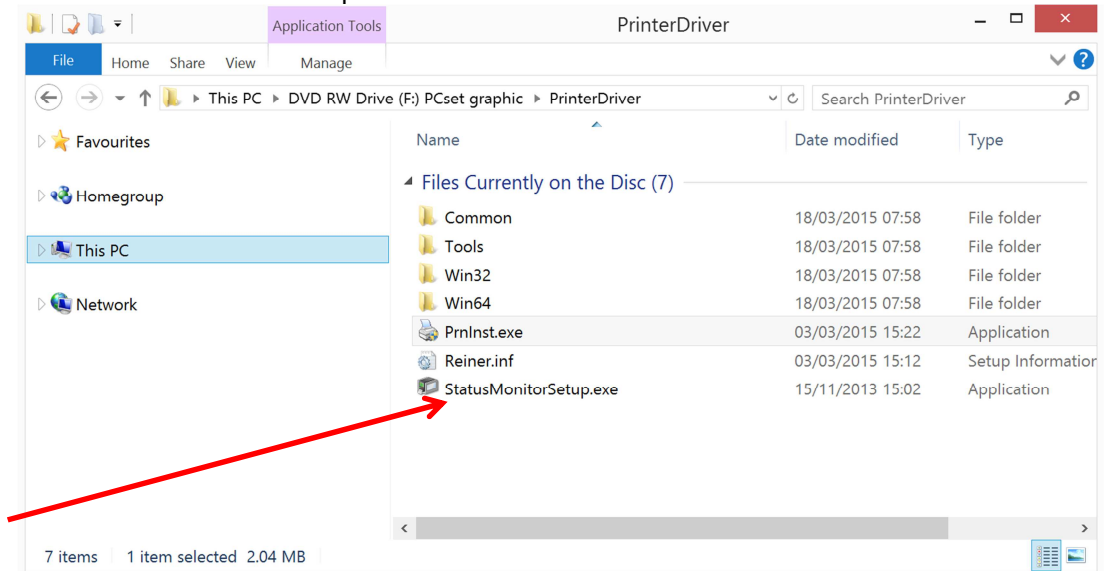 Application Tools PrinterDriver
File Home Share View Manage
This PC DVD RW Drive (F:) PCset graphic PrinterDriver Search PrinterDriver
Favourites
Homegroup
This PC
Network
Name Date modified Type
Files Currently on the Disc (7)
Common 18/03/2015 07:58 File folder
Tools 18/03/2015 07:58 File folder
Win32 18/03/2015 07:58 File folder
Win64 18/03/2015 07:58 File folder
PrnInst.exe 03/03/2015 15:22 Application
Reiner.inf 03/03/2015 15:12 Setup Information
StatusMonitorSetup.exe 15/11/2013 15:02 Application
7 items 1 item selected 2.04 MB